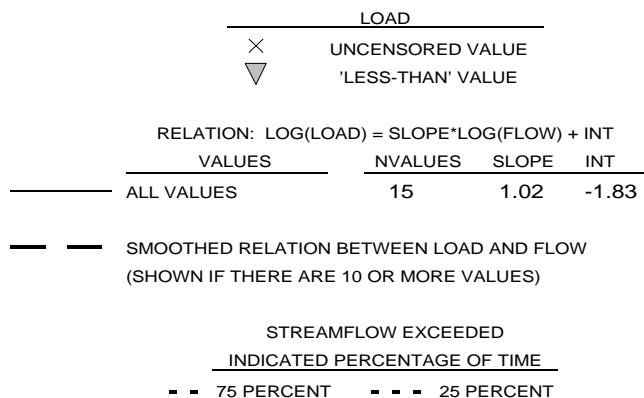 LOAD
UNCENSORED VALUE
'LESS-THAN' VALUE
RELATION: LOG(LOAD) = SLOPE*LOG(FLOW) + INT
VALUES NVALUES SLOPE INT
ALL VALUES 15 1.02 -1.83
SMOOTHED RELATION BETWEEN LOAD AND FLOW
(SHOWN IF THERE ARE 10 OR MORE VALUES)
STREAMFLOW EXCEEDED
INDICATED PERCENTAGE OF TIME
75 PERCENT 25 PERCENT